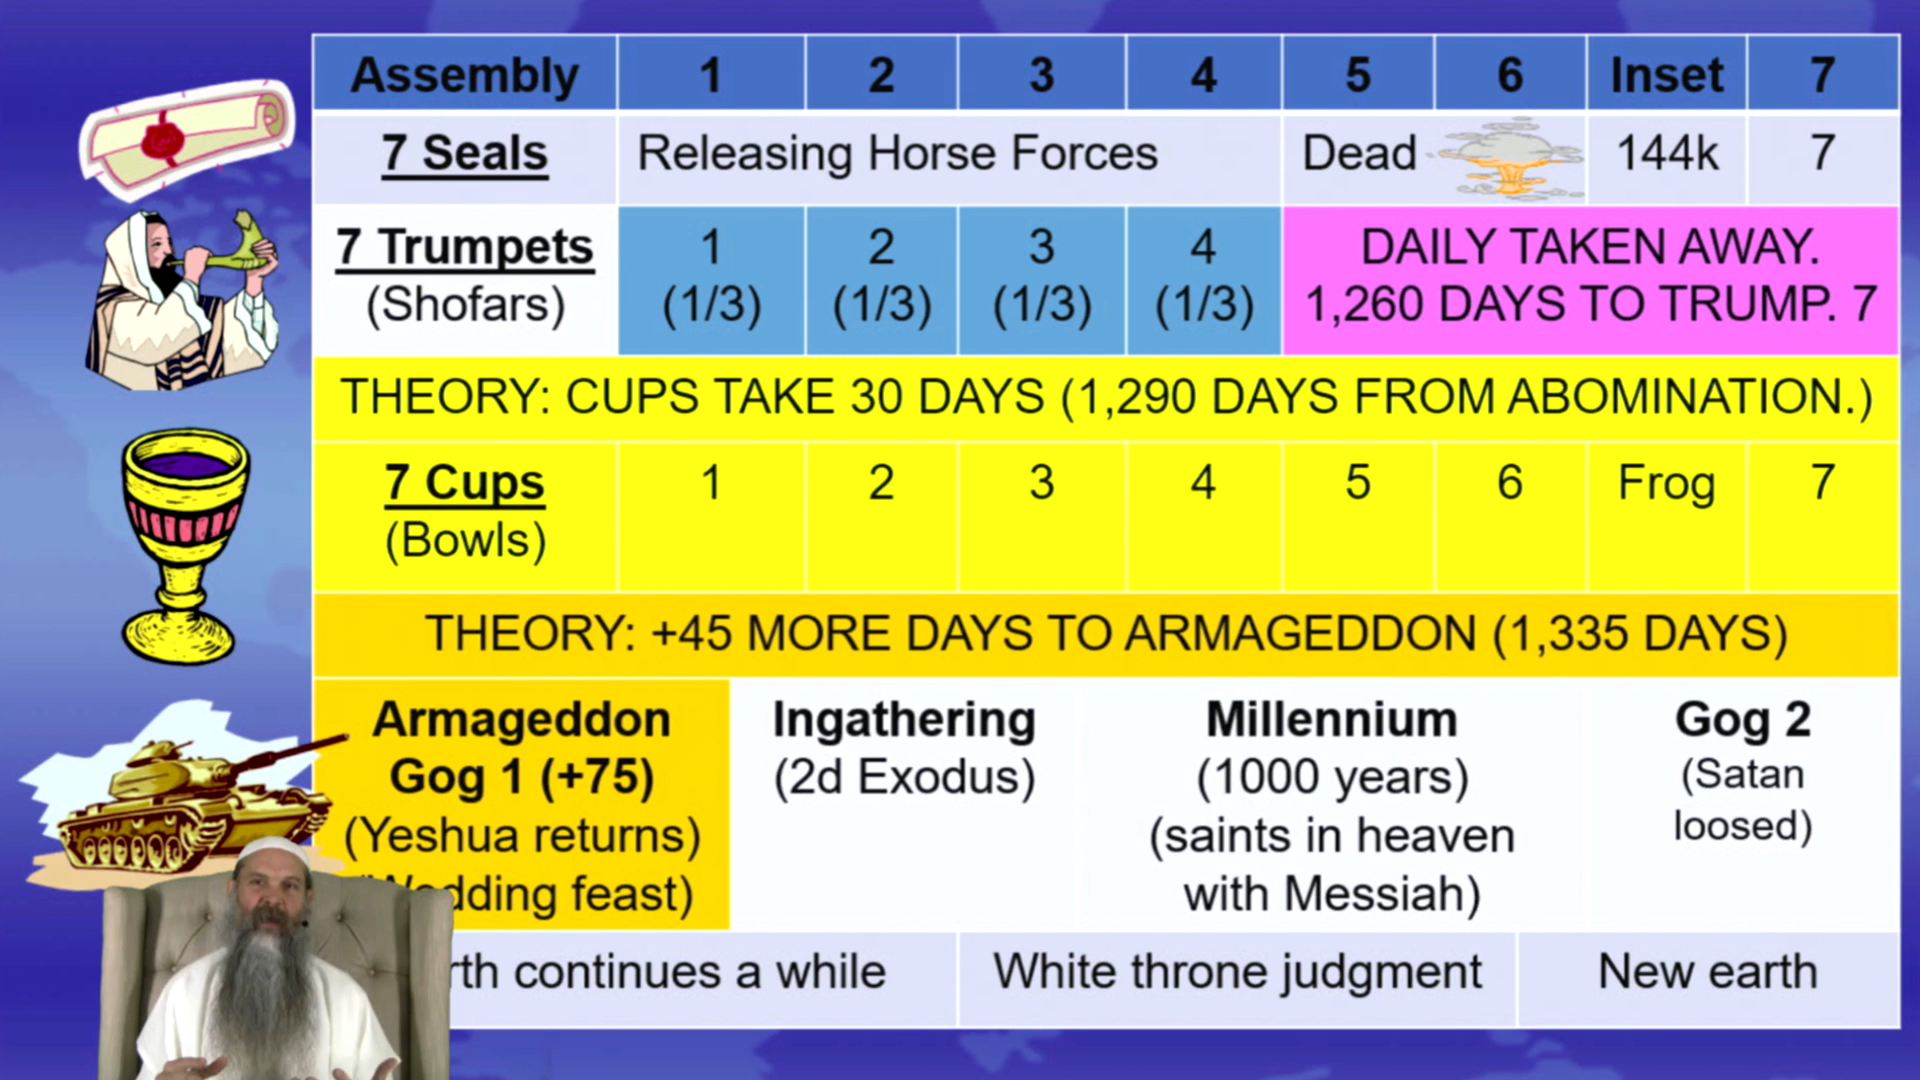 Assembly 1 2 3 4 5 6 Inset 7
7 Seals Releasing Horse Forces Dead 144k 7
7 Trumpets 1 2 3 4 DAILY TAKEN AWAY.
(Shofars) (1/3) (1/3) (1/3) (1/3) 1,260 DAYS TO TRUMP. 7
THEORY: CUPS TAKE 30 DAYS (1,290 DAYS FROM ABOMINATION.)
7 Cups 1 2 3 4 5 6 Frog 7
(Bowls)
THEORY: +45 MORE DAYS TO ARMAGEDDON (1,335 DAYS)
Armageddon
Gog 1 (+75)
(Yeshua returns)
feast)
Ingathering
(2d Exodus)
Millennium
(1000 years)
(saints in heaven
with Messiah)
Gog 2
(Satan
loosed)
continues a while White throne judgment New earth